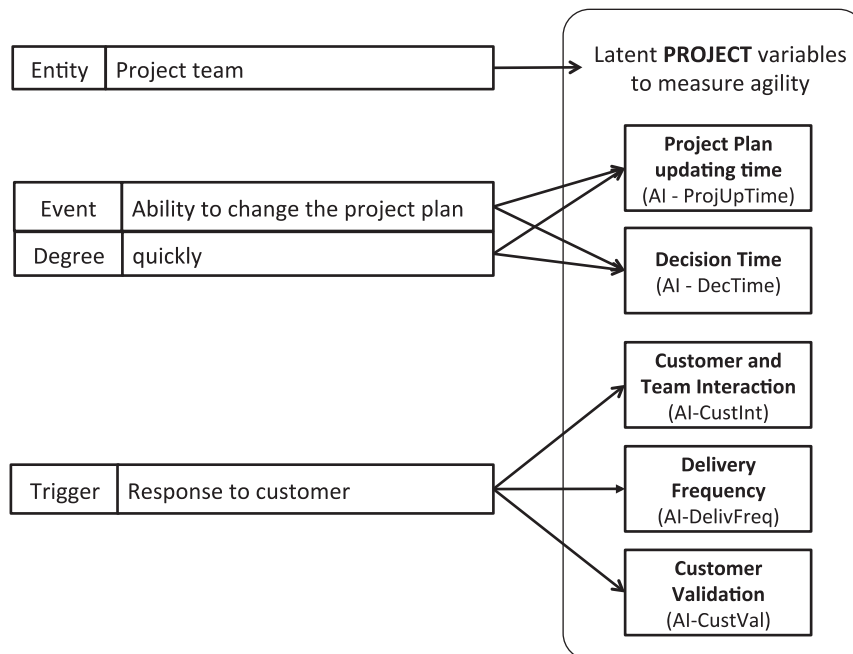 Latent PROJECT variables
to measure agility
Entity Project team
Project Plan
updating time
(AI - ProjUpTime)
Event Ability to change the project plan
Degree quickly
Decision Time
(AI - DecTime)
Customer and
Team Interaction
(AI-CustInt)
Trigger Response to customer
Delivery
Frequency
(AI-DelivFreq)
Customer
Validation
(AI-CustVal)